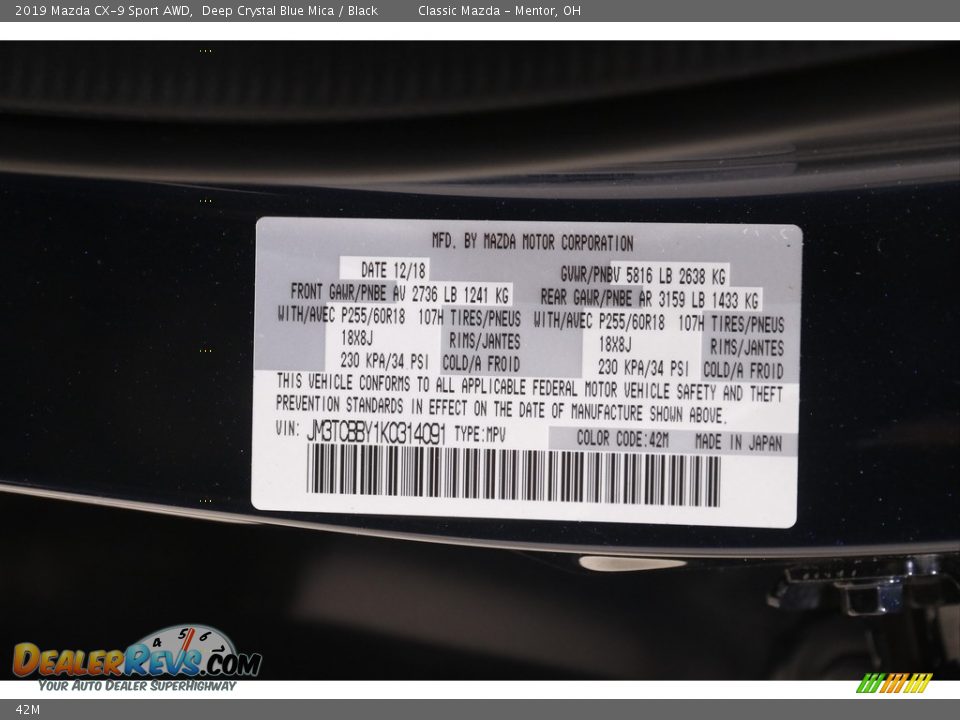 2019 Mazda CX-9 Sport AWD, Deep Crystal Blue Mica / Black Classic Mazda - Mentor, OH
MFD. BY MAZDA MOTOR CORPORATION
DATE 12/18 GVWR/PNBV 5816 LB 2638 KG
FRONT GAWR/PNBE AV 2736 LB 1241 KG REAR GAWR/PNBE AR 3159 LB 1433 KG
WITH/AVEC P255/60R18 107H TIRES/PNEUS WITH/AVEC P255/60R18 107H TIRES/PNEUS
18X8J RIMS/JANTES 18X8J RIMS/JANTES
230 KPA/34 PSI COLD/A FROID 230 KPA/34 PSI COLD/A FROID
THIS VEHICLE CONFORMS TO ALL APPLICABLE FEDERAL MOTOR VEHICLE SAFETY AND THEFT
PREVENTION STANDARDS IN EFFECT ON THE DATE OF MANUFACTURE SHOWN ABOVE.
VIN: JM3TCBBY1K0314091 TYPE:MPV COLOR CODE:42M MADE IN JAPAN
4 5 6
DEALERREVS.COM
YOUR AUTO DEALER SUPERHIGHWAY
42M